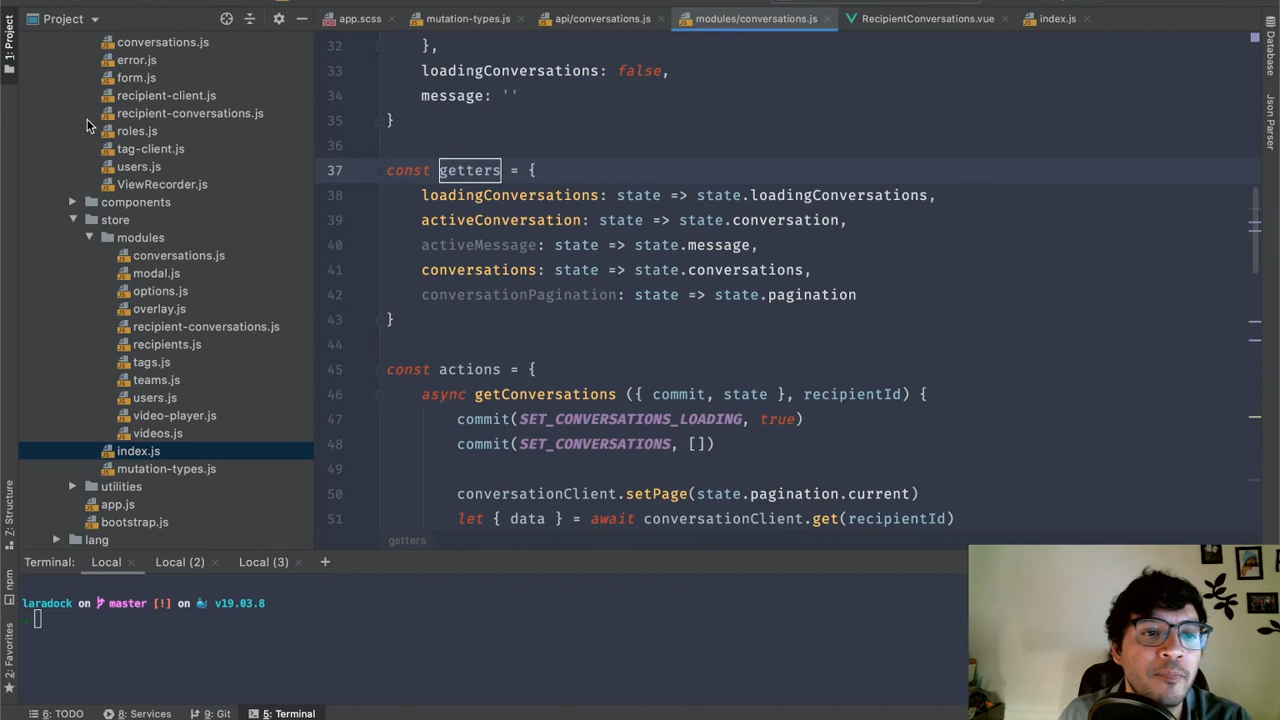 1: Project
Project
conversations.js
error.js
form.js
recipient-client.js
recipient-conversations.js
roles.js
tag-client.js
users.js
ViewRecorder.js
components
store
modules
conversations.js
modal.js
options.js
overlay.js
recipient-conversations.js
recipients.js
tags.js
teams.js
users.js
video-player.js
videos.js
index.js
mutation-types.js
utilities
app.js
bootstrap.js
lang
app.scss
mutation-types.js
api/conversations.js
modules/conversations.js
RecipientConversations.vue
index.js
32 },
33 loadingConversations: false,
34 message: ''
35 }
36
37 const getters = {
38 loadingConversations: state => state.loadingConversations,
39 activeConversation: state => state.conversation,
40 activeMessage: state => state.message,
41 conversations: state => state.conversations,
42 conversationPagination: state => state.pagination
43 }
44
45 const actions = {
46 async getConversations ({ commit, state }, recipientId) {
47 commit(SET_CONVERSATIONS_LOADING, true)
48 commit(SET_CONVERSATIONS, [])
49
50 conversationClient.setPage(state.pagination.current)
51 let { data } = await conversationClient.get(recipientId)
getters
Database
Json Parser
Z: Structure
npm
2: Favorites
Terminal: Local Local (2) Local (3) +
laradock on master [!] on v19.03.8
6: TODO 8: Services 9: Git 5: Terminal